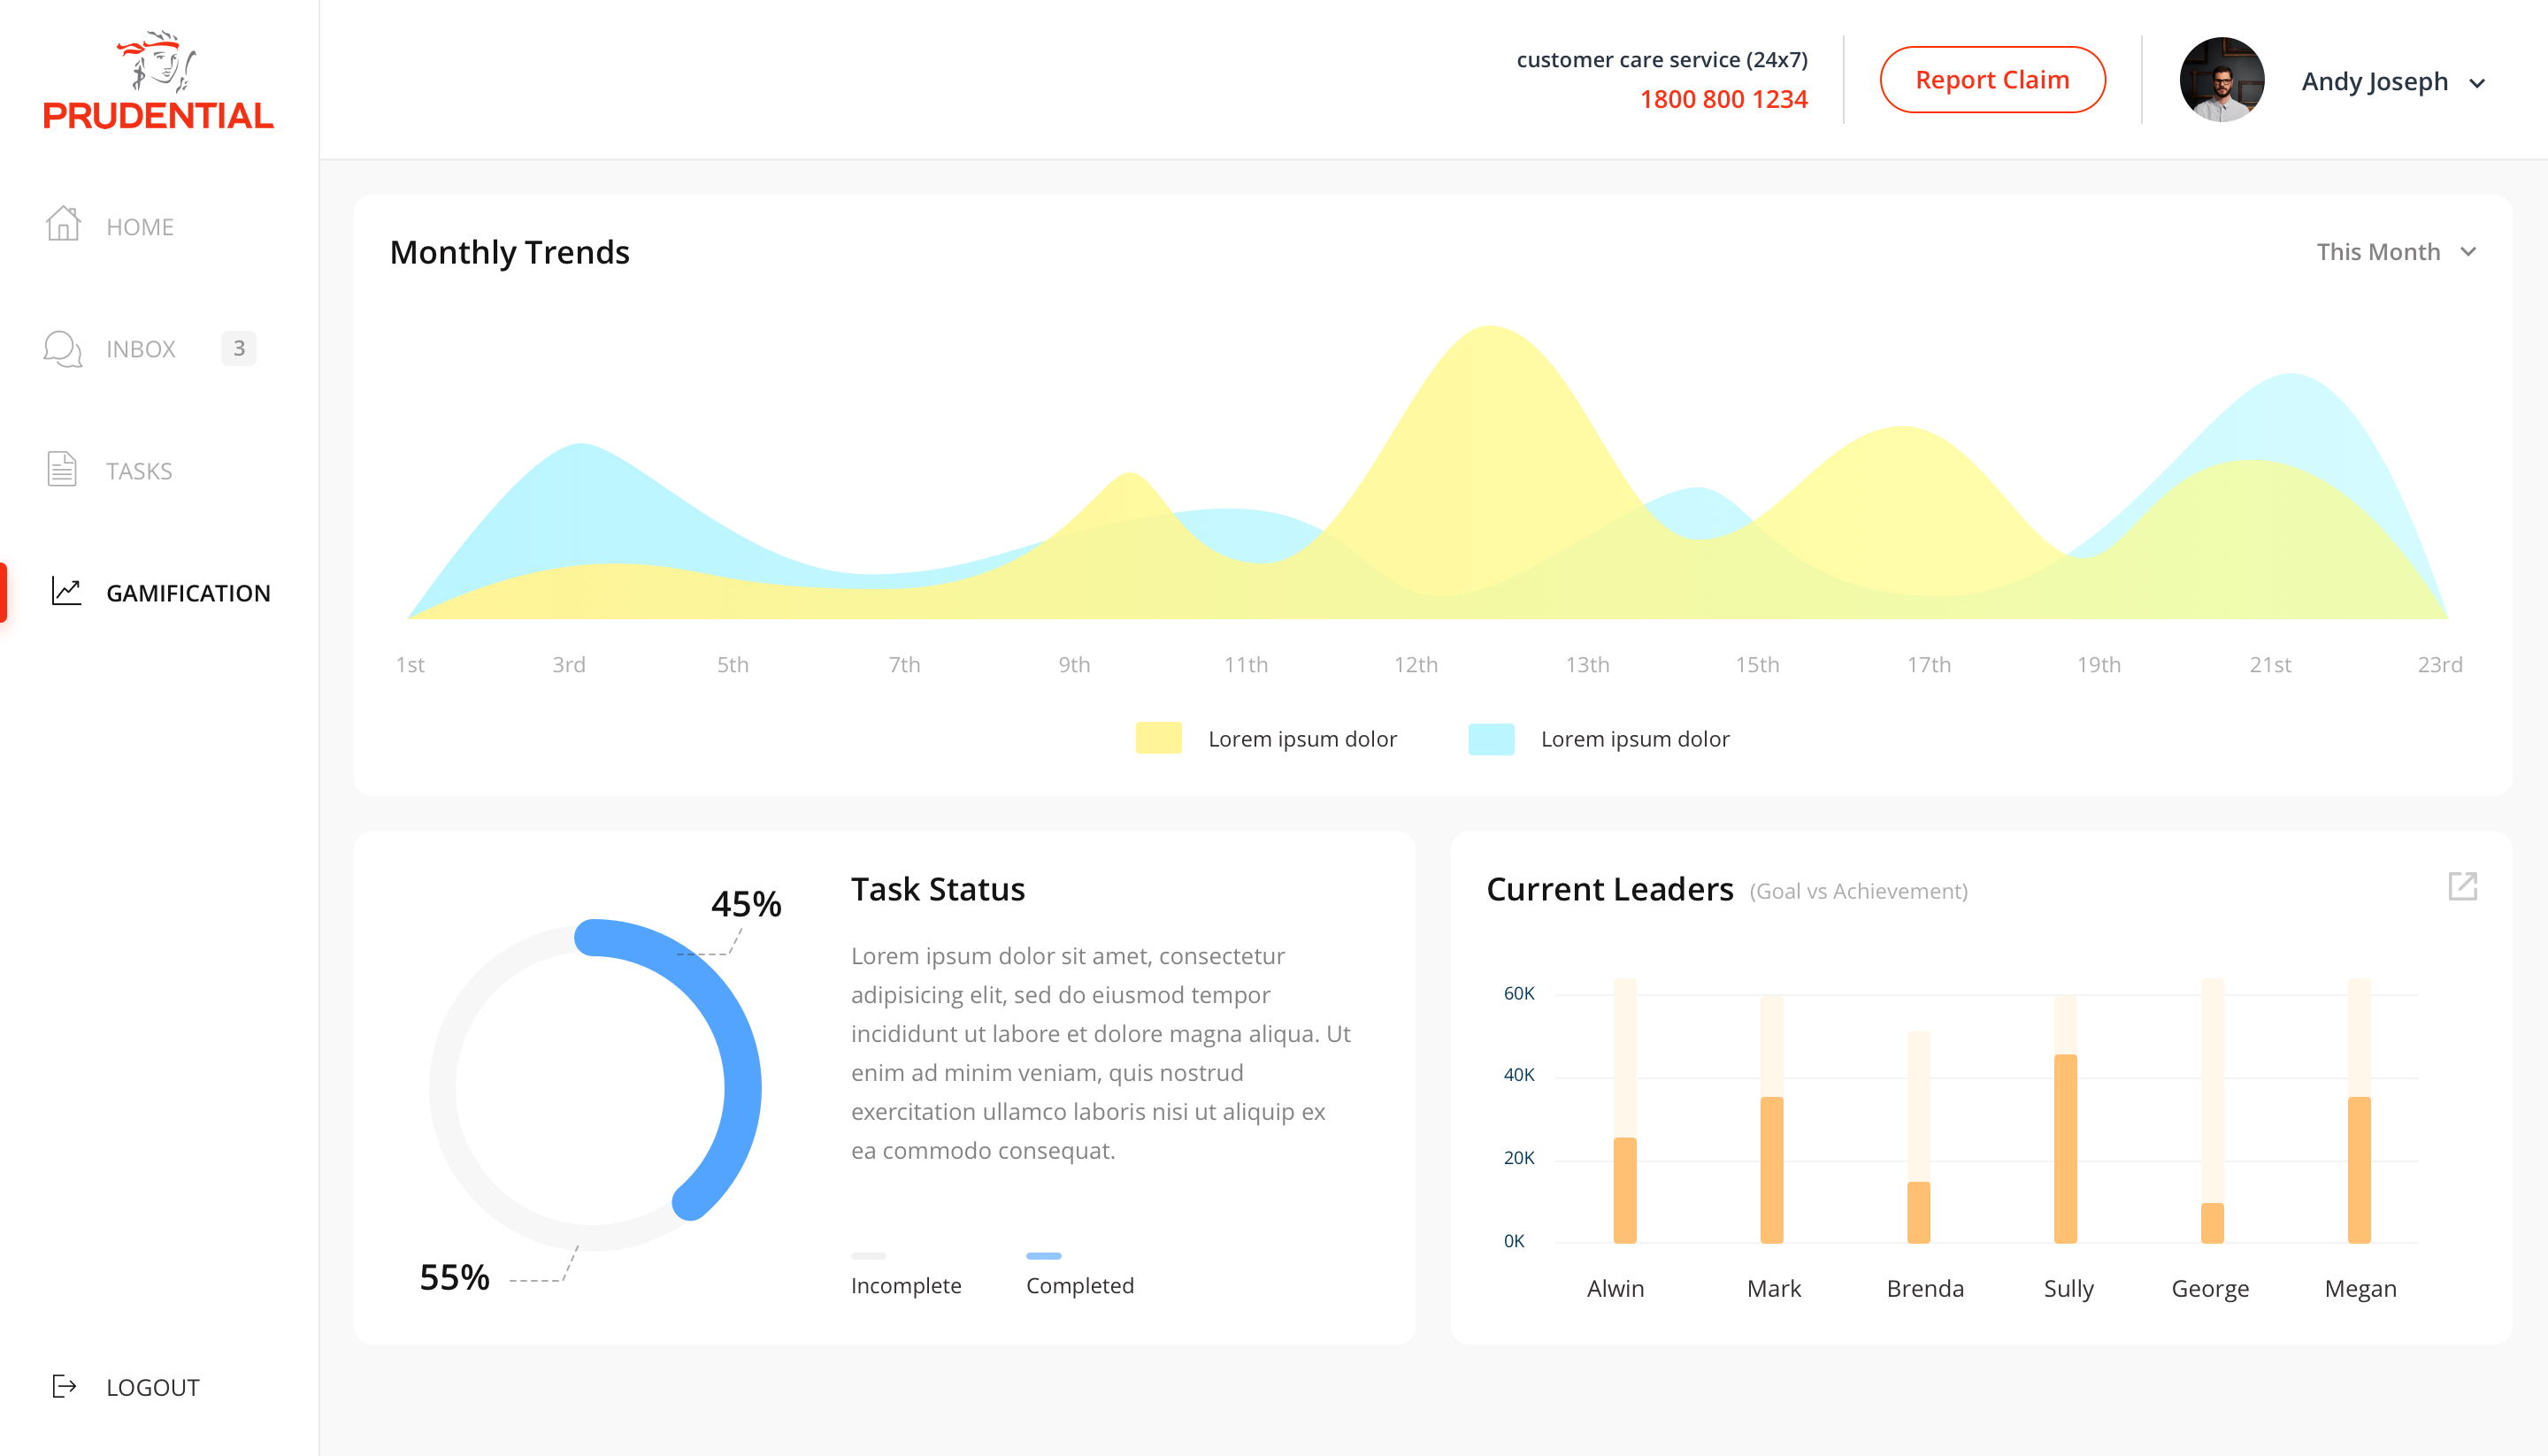 PRUDENTIAL
customer care service (24x7)
1800 800 1234
Report Claim
Andy Joseph
HOME
INBOX 3
TASKS
GAMIFICATION
LOGOUT
Monthly Trends
This Month
1st 3rd 5th 7th 9th 11th 12th 13th 15th 17th 19th 21st 23rd
Lorem ipsum dolor
Lorem ipsum dolor
45%
55%
Task Status
Lorem ipsum dolor sit amet, consectetur
adipisicing elit, sed do eiusmod tempor
incididunt ut labore et dolore magna aliqua. Ut
enim ad minim veniam, quis nostrud
exercitation ullamco laboris nisi ut aliquip ex
ea commodo consequat.
Incomplete
Completed
Current Leaders (Goal vs Achievement)
60K
40K
20K
0K
Alwin Mark Brenda Sully George Megan